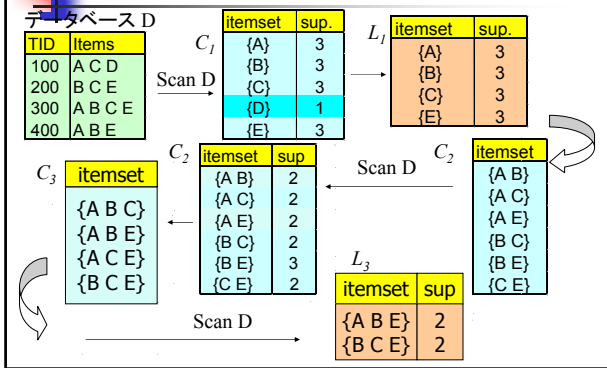 データベース D
TID Items
100 A C D
200 B C E
300 A B C E
400 A B E
Scan D
C1
itemset sup.
{A} 3
{B} 3
{C} 3
{D} 1
{E} 3
L1
itemset sup.
{A} 3
{B} 3
{C} 3
{E} 3
C2
itemset
{A B}
{A C}
{A E}
{B C}
{B E}
{C E}
Scan D
C2
itemset sup
{A B} 2
{A C} 2
{A E} 2
{B C} 2
{B E} 3
{C E} 2
C3
itemset
{A B C}
{A B E}
{A C E}
{B C E}
Scan D
L3
itemset sup
{A B E} 2
{B C E} 2